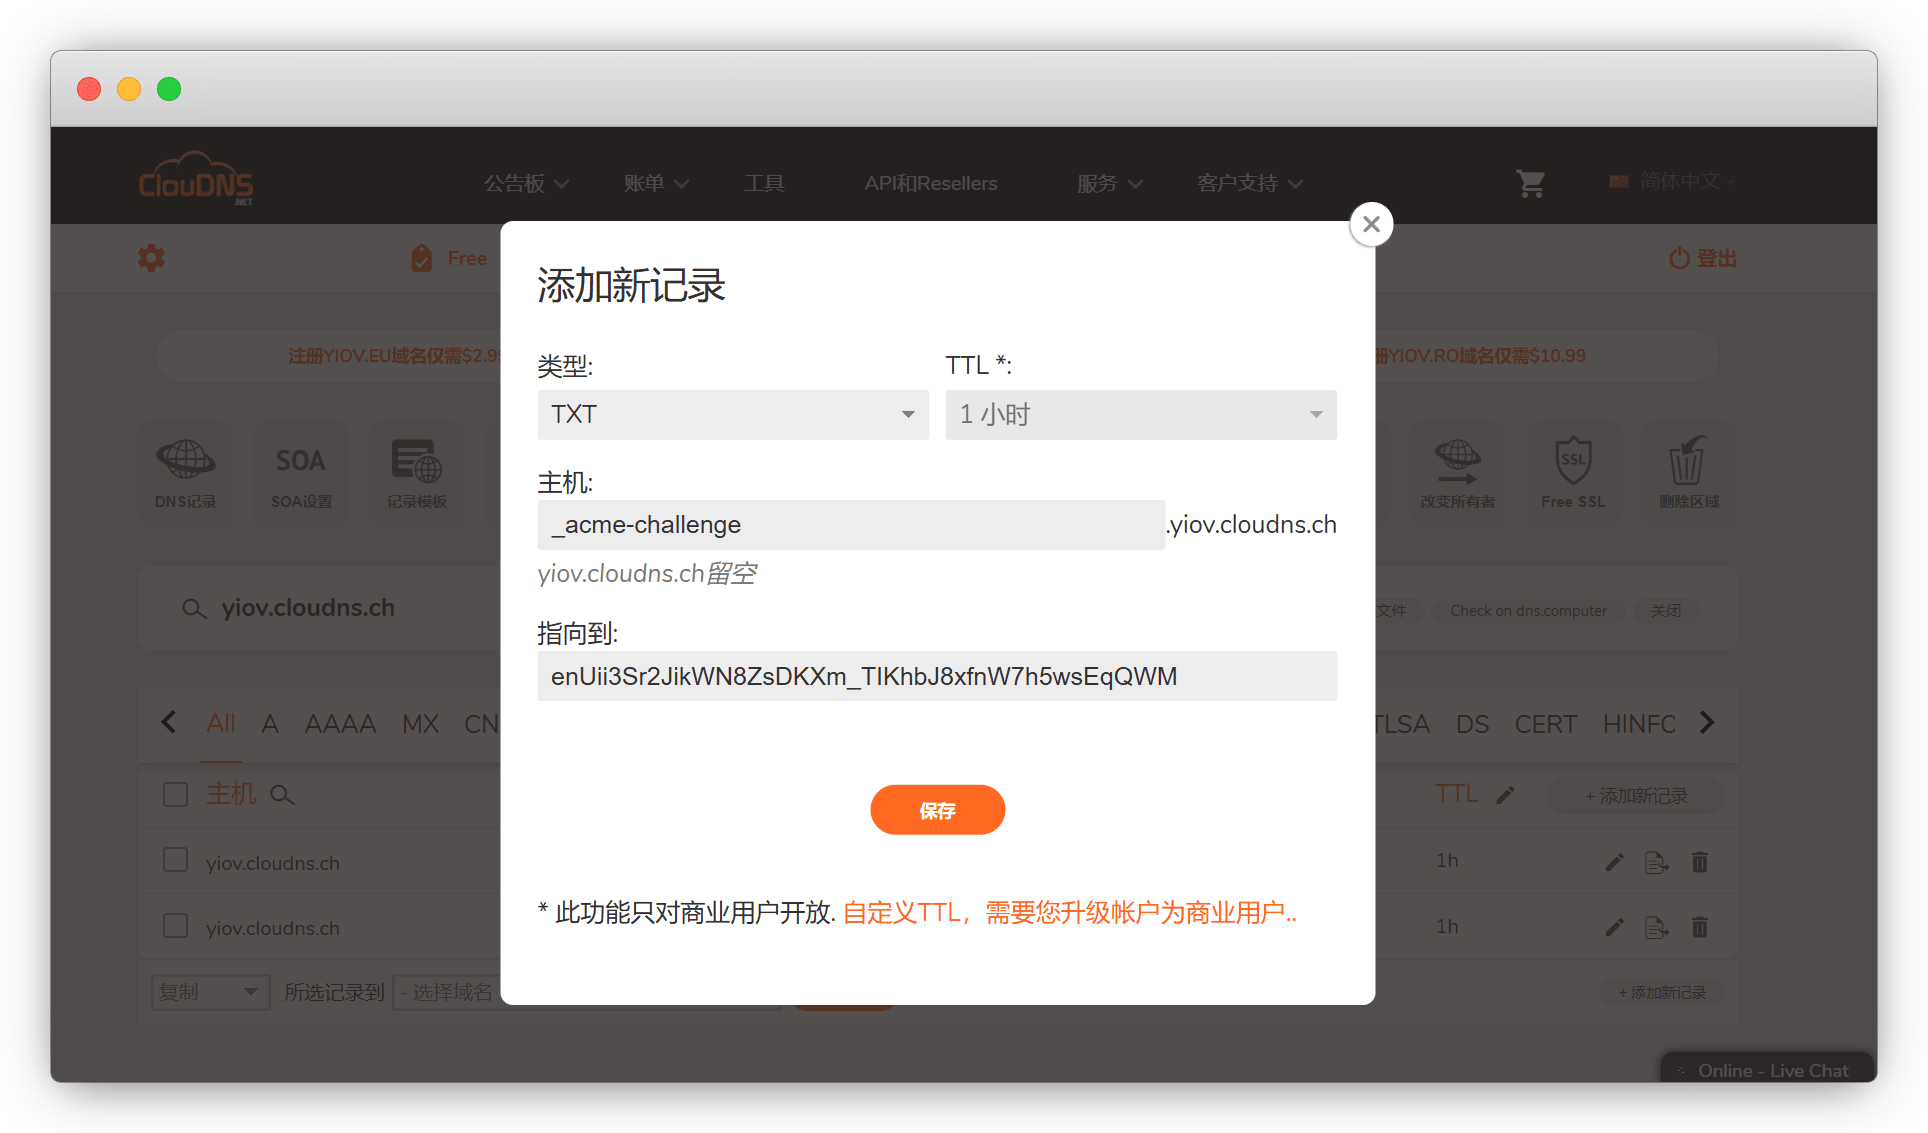 ClouDNS
.NET
公告板
账单
工具
API和Resellers
服务
客户支持
简体中文
Free
登出
添加新记录
注册YIOV.EU域名仅需$2.9
册YIOV.RO域名仅需$10.99
类型:
TTL *:
TXT
1 小时
DNS记录
SOA
SOA设置
记录模板
改变所有者
SSL
Free SSL
删除区域
主机:
_acme-challenge
.yiov.cloudns.ch
yiov.cloudns.ch留空
yiov.cloudns.ch
文件
Check on dns.computer
关闭
指向到:
enUii3Sr2JikWN8ZsDKXm_TIKhbJ8xfnW7h5wsEqQWM
All
A
AAAA
MX
CN
TLSA
DS
CERT
HINFC
主机
TTL
+ 添加新记录
保存
yiov.cloudns.ch
1h
* 此功能只对商业用户开放. 自定义TTL，需要您升级帐户为商业用户..
yiov.cloudns.ch
1h
复制
所选记录到
- 选择域名
+ 添加新记录
Online - Live Chat